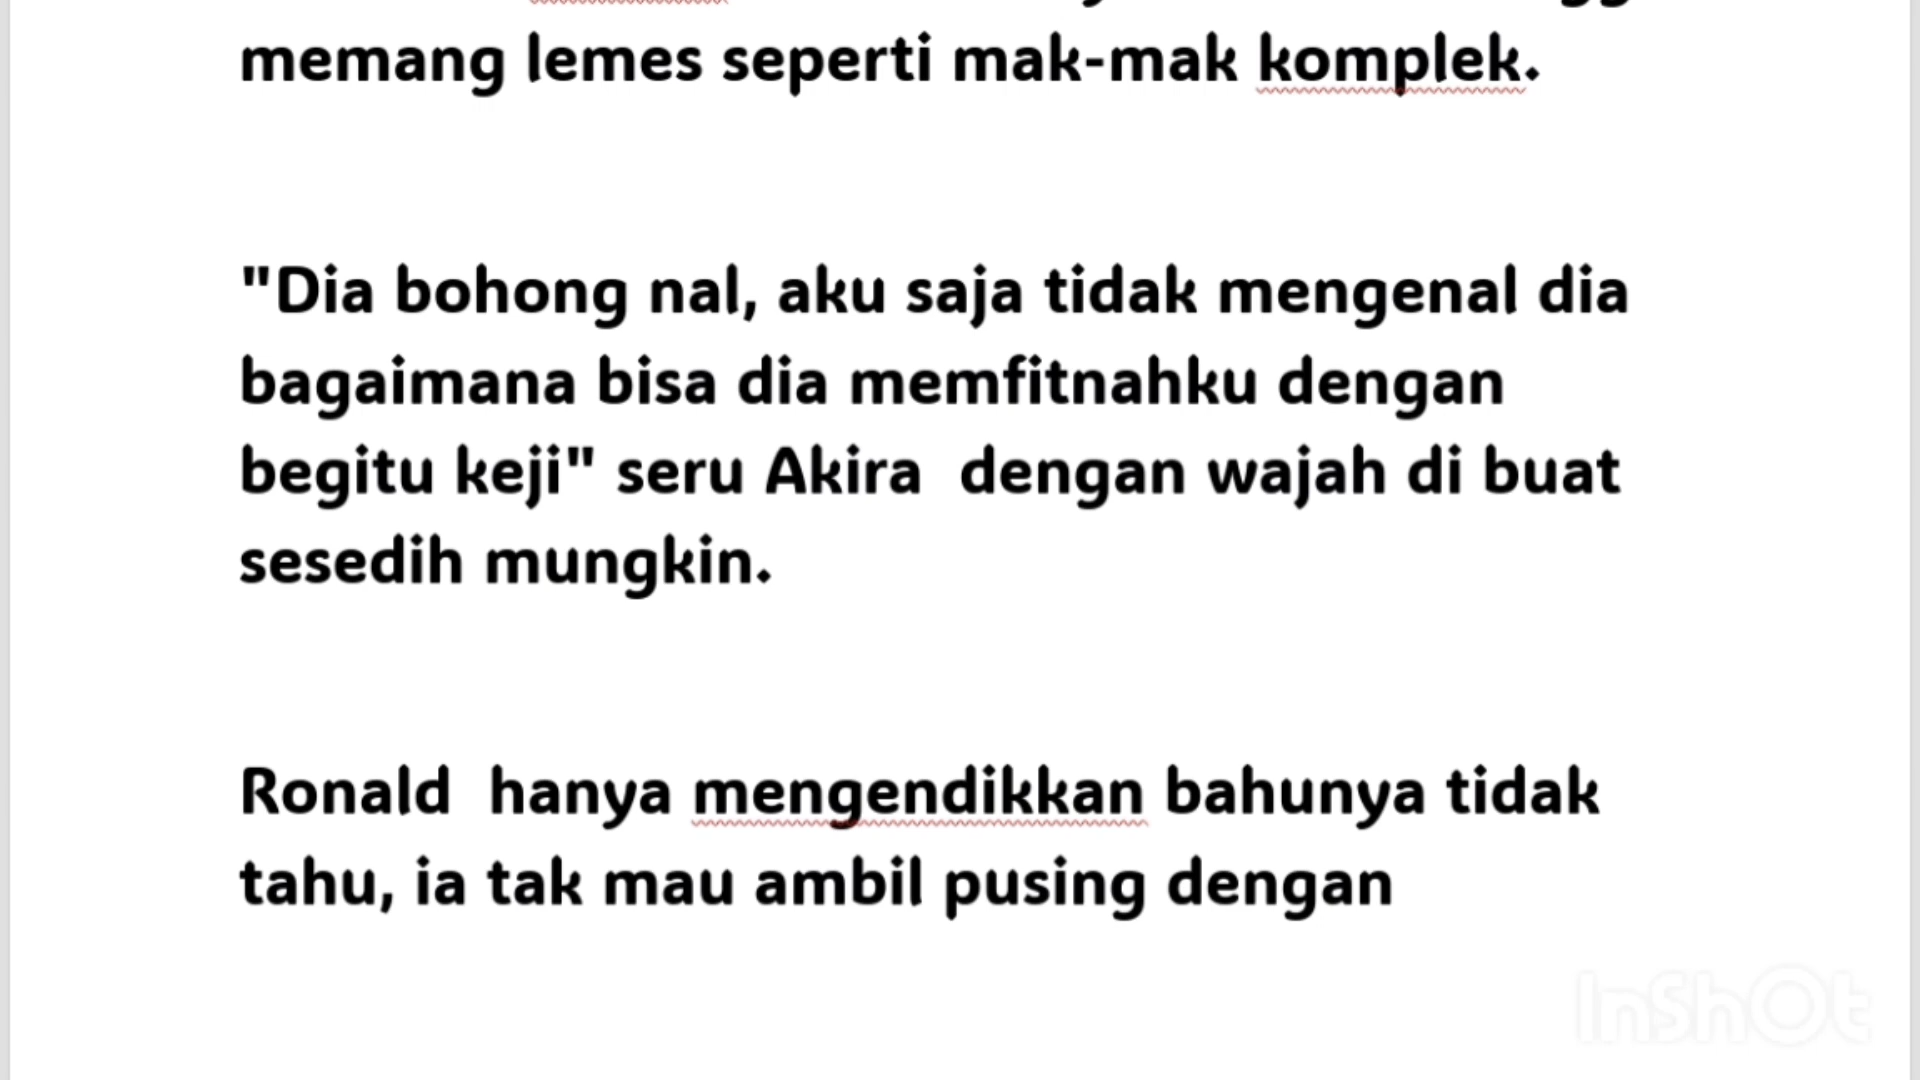 memang lemes seperti mak-mak komplek.
"Dia bohong nal, aku saja tidak mengenal dia
bagaimana bisa dia memfitnahku dengan
begitu keji" seru Akira  dengan wajah di buat
sesedih mungkin.
Ronald  hanya mengendikkan bahunya tidak
tahu, ia tak mau ambil pusing dengan
InShOt